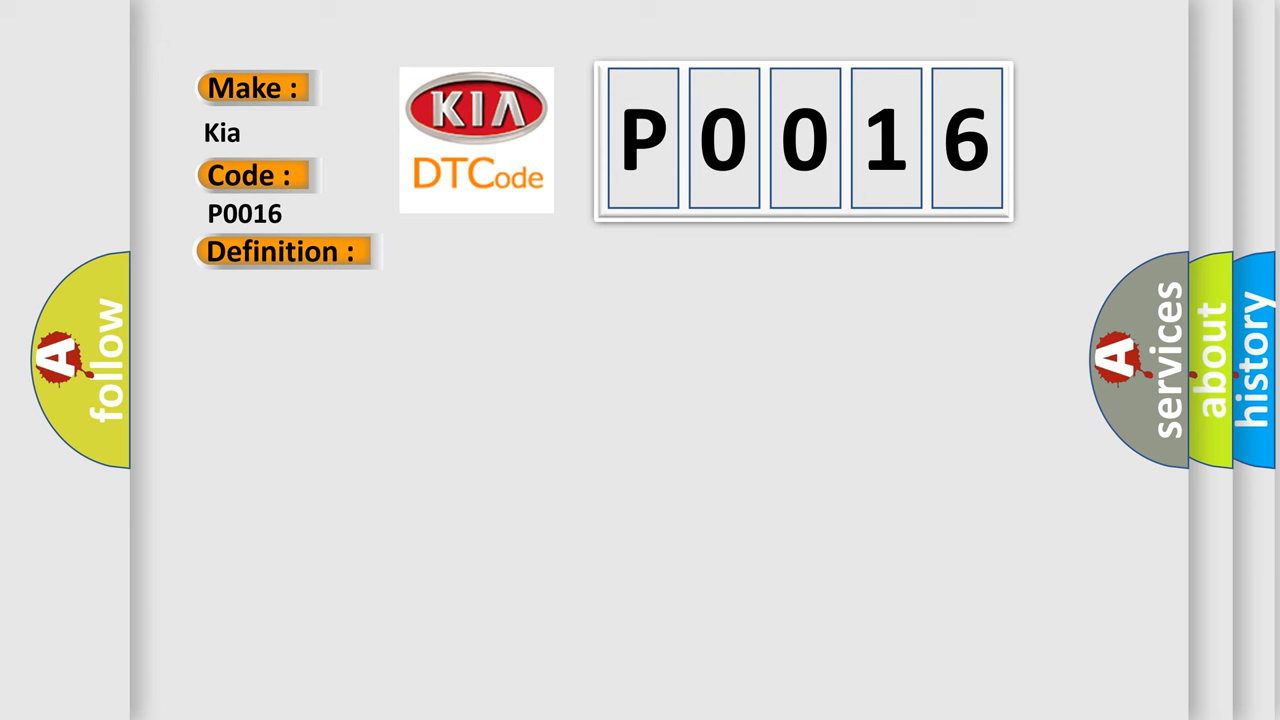 Make :
Kia
Code :
P0016
Definition :
KIA
DTCode
P0016
A
follow
A
services
about
history